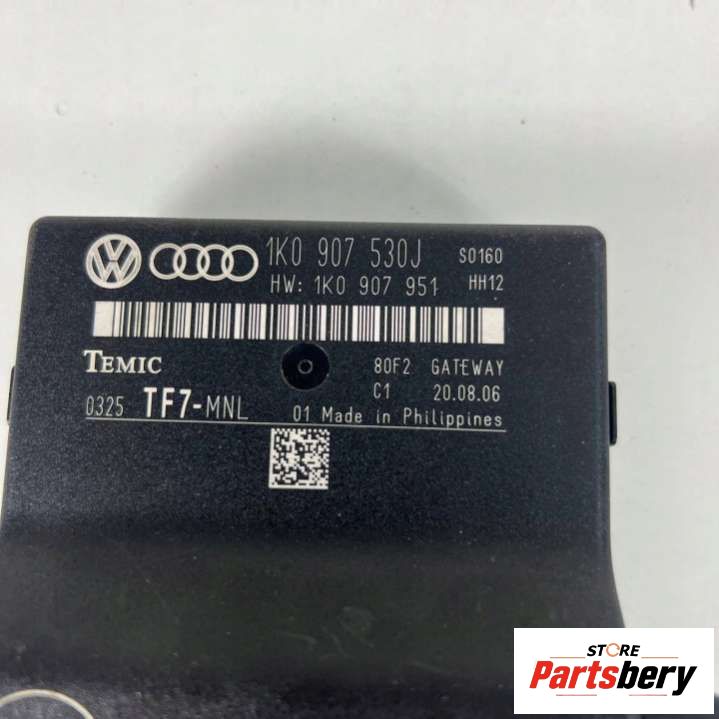 1K0 907 530J S0160
HW: 1K0 907 951 HH12
TEMIC 80F2 GATEWAY
C1 20.08.06
0325 TF7-MNL 01 Made in Philippines
STORE
Partsbery